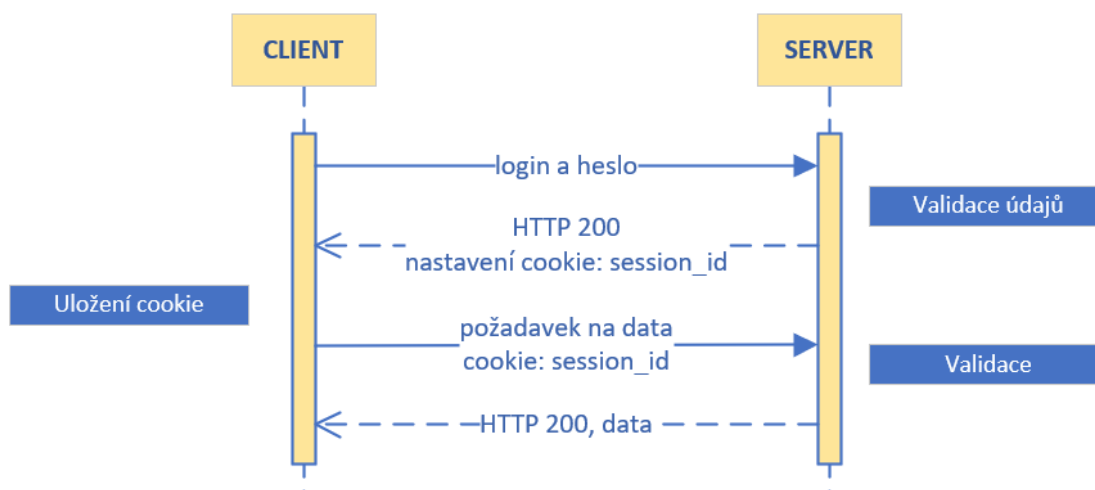 CLIENT
SERVER
login a heslo
Validace údajů
HTTP 200
nastavení cookie: session_id
Uložení cookie
požadavek na data
cookie: session_id
Validace
HTTP 200, data